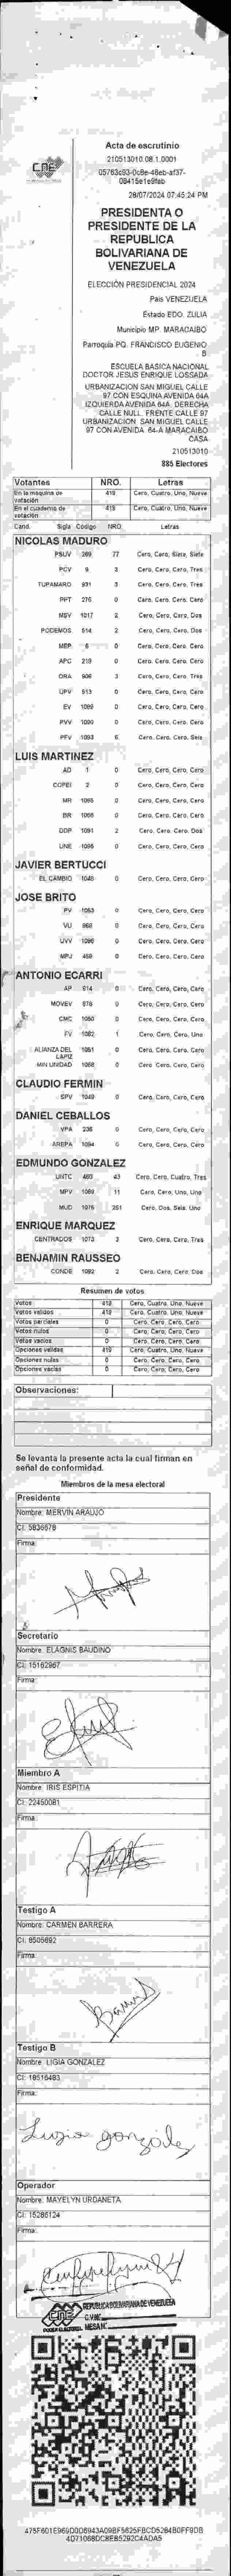 Acta de escrutinio
210513010.08.1.0001
28/07/2024 07:45:24 PM
CNE
PRESIDENTA O
PRESIDENTE DE LA
REPUBLICA
BOLIVARIANA DE
VENEZUELA
ELECCIÓN PRESIDENCIAL 2024
Pais VENEZUELA
Estado EDO. ZULIA
Municipio MP. MARACAIBO
Parroquia PQ. FRANCISCO EUGENIO
B
ESCUELA BASICA NACIONAL
DOCTOR JESUS ENRIQUE LOSSADA
URBANIZACION SAN MIGUEL CALLE
97 CON ESQUINA AVENIDA 64A
IZQUIERDA AVENIDA 64A. DERECHA
CALLE NULL. FRENTE CALLE 97
URBANIZACION SAN MIGUEL CALLE
97 CON AVENIDA 64-A MARACAIBO
CASA
210513010
885 Electores
Votantes NRO. Letras
En la maquina de votación 419 Cero, Cuatro, Uno, Nueve
En el cuaderno de votación 419 Cero, Cuatro, Uno, Nueve
Cand. Sigla Código NRO. Letras
NICOLAS MADURO
PSUV 269 77 Cero, Cero, Siete, Siete
PCV 9 3 Cero, Cero, Cero, Tres
TUPAMARO 931 3 Cero, Cero, Cero, Tres
PPT 276 0 Cero, Cero, Cero, Cero
MSV 1017 2 Cero, Cero, Cero, Dos
PODEMOS 514 2 Cero, Cero, Cero, Dos
MEP 6 0 Cero, Cero, Cero, Cero
APC 219 0 Cero, Cero, Cero, Cero
ORA 906 3 Cero, Cero, Cero, Tres
UPV 513 0 Cero, Cero, Cero, Cero
EV 1089 0 Cero, Cero, Cero, Cero
PVV 1090 0 Cero, Cero, Cero, Cero
PFV 1093 6 Cero, Cero, Cero, Seis
LUIS MARTINEZ
AD 1 0 Cero, Cero, Cero, Cero
COPEI 2 0 Cero, Cero, Cero, Cero
MR 1065 0 Cero, Cero, Cero, Cero
BR 1066 0 Cero, Cero, Cero, Cero
DDP 1091 2 Cero, Cero, Cero, Dos
UNE 1095 0 Cero, Cero, Cero, Cero
JAVIER BERTUCCI
EL CAMBIO 1048 0 Cero, Cero, Cero, Cero
JOSE BRITO
PV 1053 0 Cero, Cero, Cero, Cero
VU 968 0 Cero, Cero, Cero, Cero
UVV 1096 0 Cero, Cero, Cero, Cero
MPJ 459 0 Cero, Cero, Cero, Cero
ANTONIO ECARRI
AP 914 0 Cero, Cero, Cero, Cero
MOVEV 978 0 Cero, Cero, Cero, Cero
CMC 1050 0 Cero, Cero, Cero, Cero
FV 1082 1 Cero, Cero, Cero, Uno
ALIANZA DEL LAPIZ 1051 0 Cero, Cero, Cero, Cero
MIN UNIDAD 1068 0 Cero, Cero, Cero, Cero
CLAUDIO FERMIN
SPV 1049 0 Cero, Cero, Cero, Cero
DANIEL CEBALLOS
VPA 236 0 Cero, Cero, Cero, Cero
AREPA 1094 0 Cero, Cero, Cero, Cero
EDMUNDO GONZALEZ
UNTC 460 43 Cero, Cero, Cuatro, Tres
MPV 1069 11 Cero, Cero, Uno, Uno
MUD 1076 261 Cero, Dos, Seis, Uno
ENRIQUE MARQUEZ
CENTRADOS 1073 3 Cero, Cero, Cero, Tres
BENJAMIN RAUSSEO
CONDE 1092 2 Cero, Cero, Cero, Dos
Resumen de votos
Votos 419 Cero, Cuatro, Uno, Nueve
Votos validos 419 Cero, Cuatro, Uno, Nueve
Votos parciales 0 Cero, Cero, Cero, Cero
Votos nulos 0 Cero, Cero, Cero, Cero
Votos vacios 0 Cero, Cero, Cero, Cero
Opciones validas 419 Cero, Cuatro, Uno, Nueve
Opciones nulas 0 Cero, Cero, Cero, Cero
Opciones vacias 0 Cero, Cero, Cero, Cero
Observaciones:
Se levanta la presente acta la cual firman en
señal de conformidad.
Miembros de la mesa electoral
Presidente
Nombre: MERVIN ARAUJO
CI: 5836678
Firma:
Secretario
Nombre: ELAGNIS BAUDINO
CI: 15162967
Firma:
Miembro A
Nombre: IRIS ESPITIA
CI: 22450081
Firma:
Testigo A
Nombre: CARMEN BARRERA
CI: 8505692
Firma:
Testigo B
Nombre: LIGIA GONZALEZ
CI: 18516483
Firma:
Ligia gonzález
Operador
Nombre: MAYELYN URDANETA
CI: 15286124
Firma:
REPUBLICA BOLIVARIANA DE VENEZUELA
CNE
C.V.Nº.
PODER ELECTORAL MESA Nº.